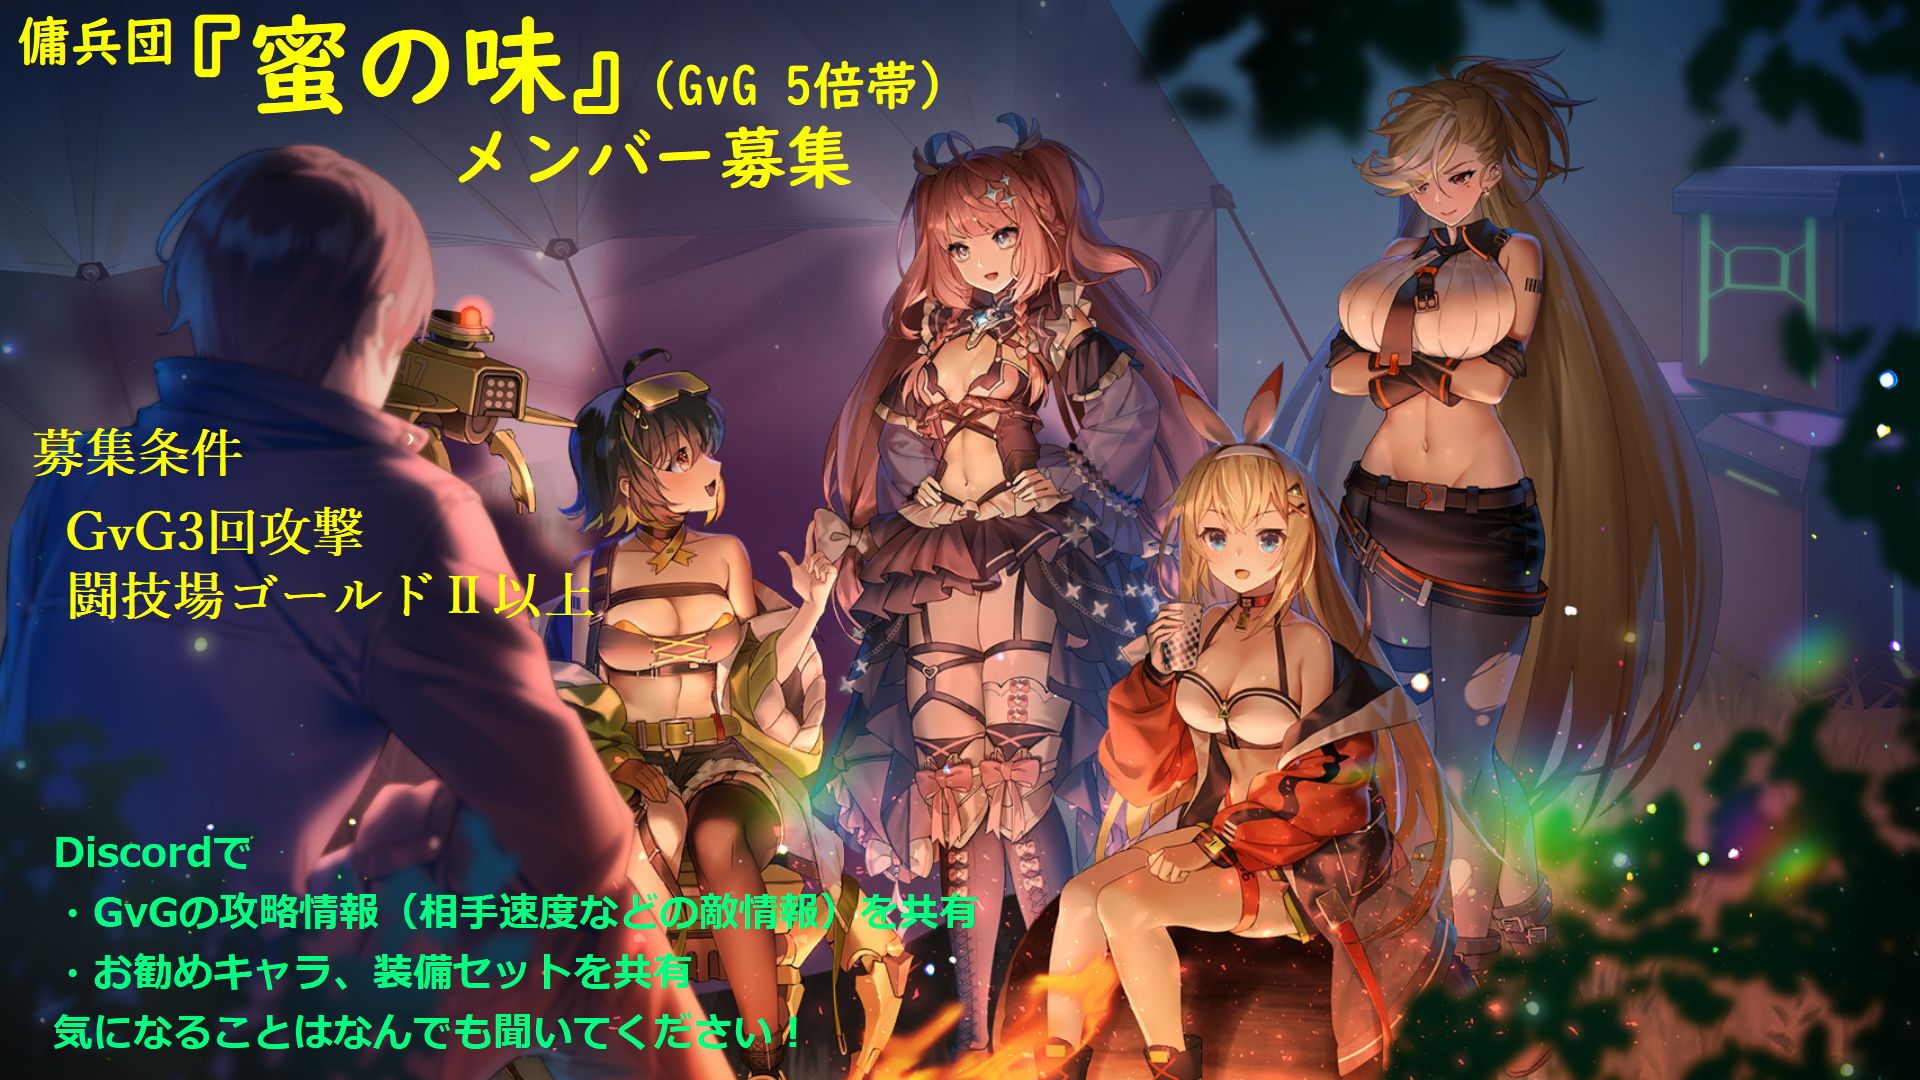 傭兵団『蜜の味』（GvG 5倍帯）
メンバー募集
募集条件
GvG3回攻撃
闘技場ゴールドⅡ以上
Discordで
・GvGの攻略情報（相手速度などの敵情報）を共有
・お勧めキャラ、装備セットを共有
気になることはなんでも聞いてください！